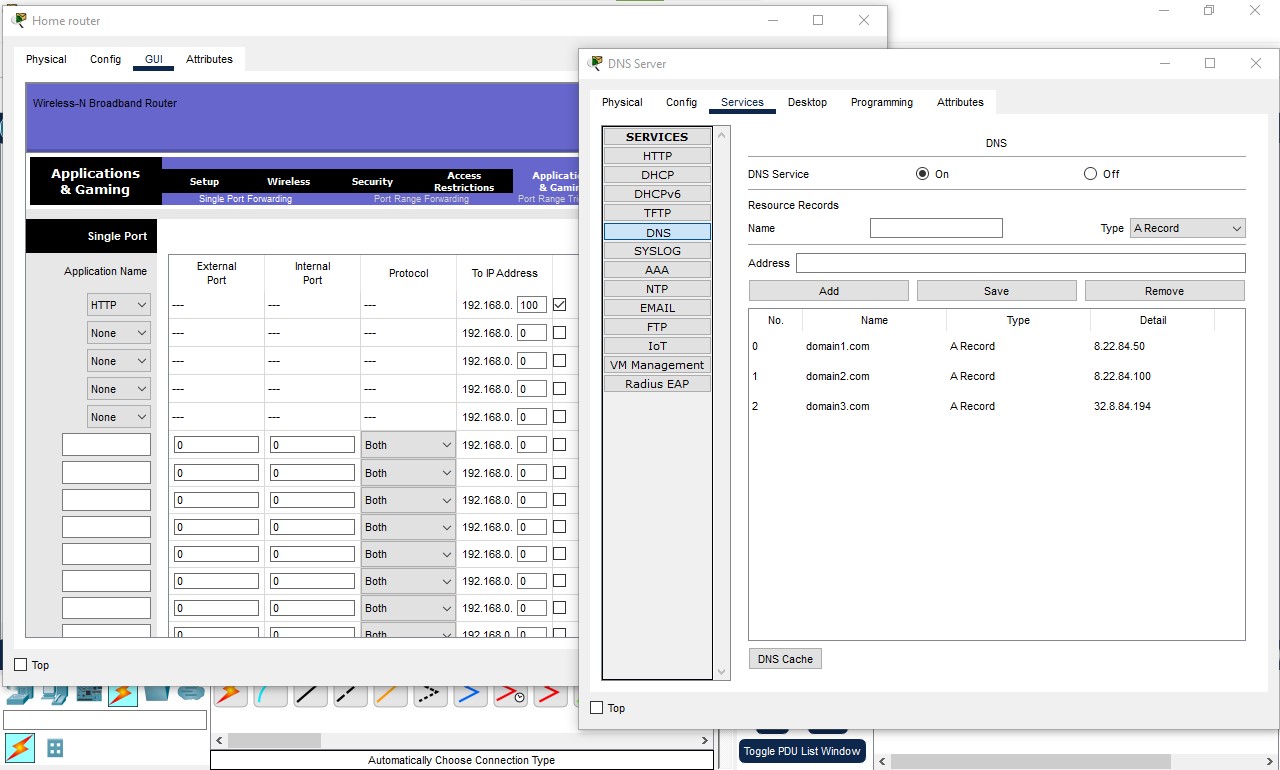 Home router
Physical Config GUI Attributes
Wireless-N Broadband Router
Applications
& Gaming
Setup Wireless Security Access
Restrictions
Single Port Forwarding Port Range Forwarding
Single Port
Application Name
External
Port
Internal
Port
Protocol
To IP Address
HTTP --- --- --- 192.168.0. 100
None --- --- --- 192.168.0. 0
None --- --- --- 192.168.0. 0
None --- --- --- 192.168.0. 0
None --- --- --- 192.168.0. 0
0 0 Both 192.168.0. 0
0 0 Both 192.168.0. 0
0 0 Both 192.168.0. 0
0 0 Both 192.168.0. 0
0 0 Both 192.168.0. 0
0 0 Both 192.168.0. 0
0 0 Both 192.168.0. 0
0 0 Both 192.168.0. 0
Top
DNS Server
Physical Config Services Desktop Programming Attributes
SERVICES
HTTP
DHCP
DHCPv6
TFTP
DNS
SYSLOG
AAA
NTP
EMAIL
FTP
IoT
VM Management
Radius EAP
DNS
DNS Service On Off
Resource Records
Name Type A Record
Address
Add Save Remove
No. Name Type Detail
0 domain1.com A Record 8.22.84.50
1 domain2.com A Record 8.22.84.100
2 domain3.com A Record 32.8.84.194
DNS Cache
Top
Automatically Choose Connection Type
Toggle PDU List Window